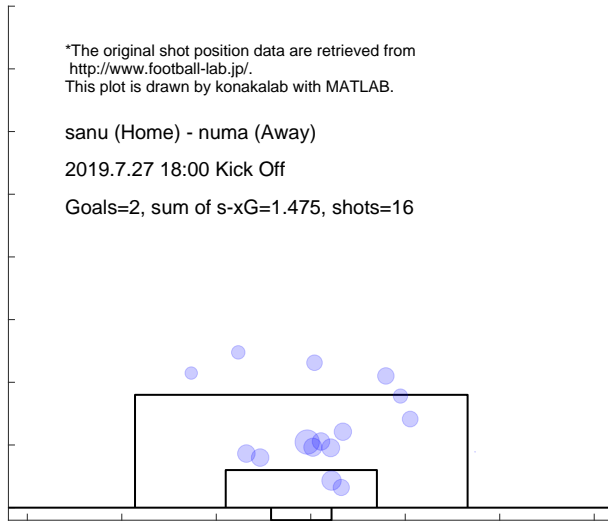 *The original shot position data are retrieved from
http://www.football-lab.jp/.
This plot is drawn by konakalab with MATLAB.
sanu (Home) - numa (Away)
2019.7.27 18:00 Kick Off
Goals=2, sum of s-xG=1.475, shots=16